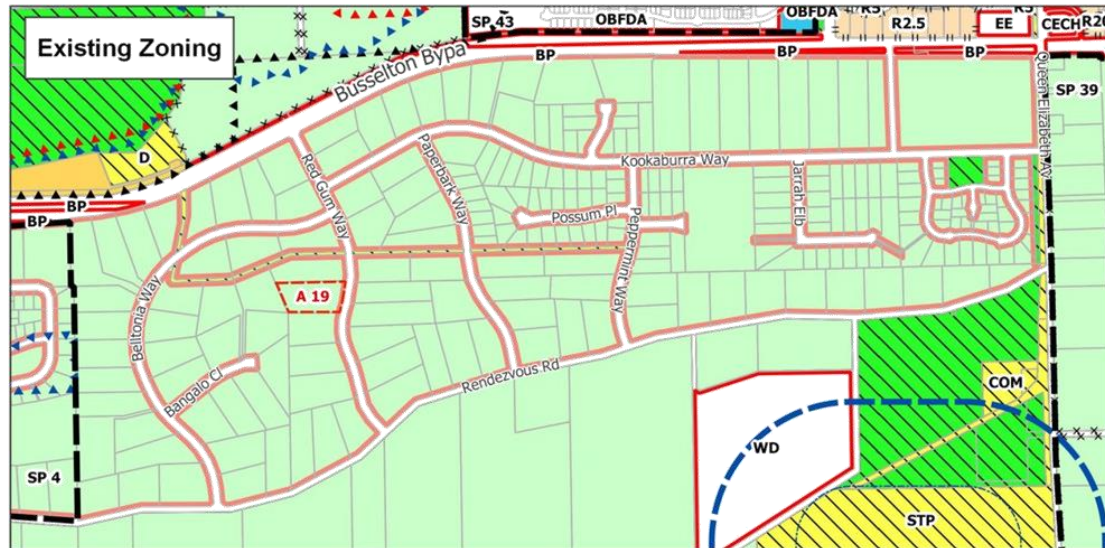 Existing Zoning
SP 43
OBFDA
OBFDA
R5
R2.5
EE
R5
CECH
R20
Busselton Bypa
BP
BP
BP
Queen Elizabeth Av
SP 39
D
BP
BP
Red Gum Way
Paperbark Way
Kookaburra Way
Jarrah Elb
Possum Pl
Peppermint Way
A 19
Belltonia Way
Bangalo Cl
Rendezvous Rd
COM
WD
SP 4
STP